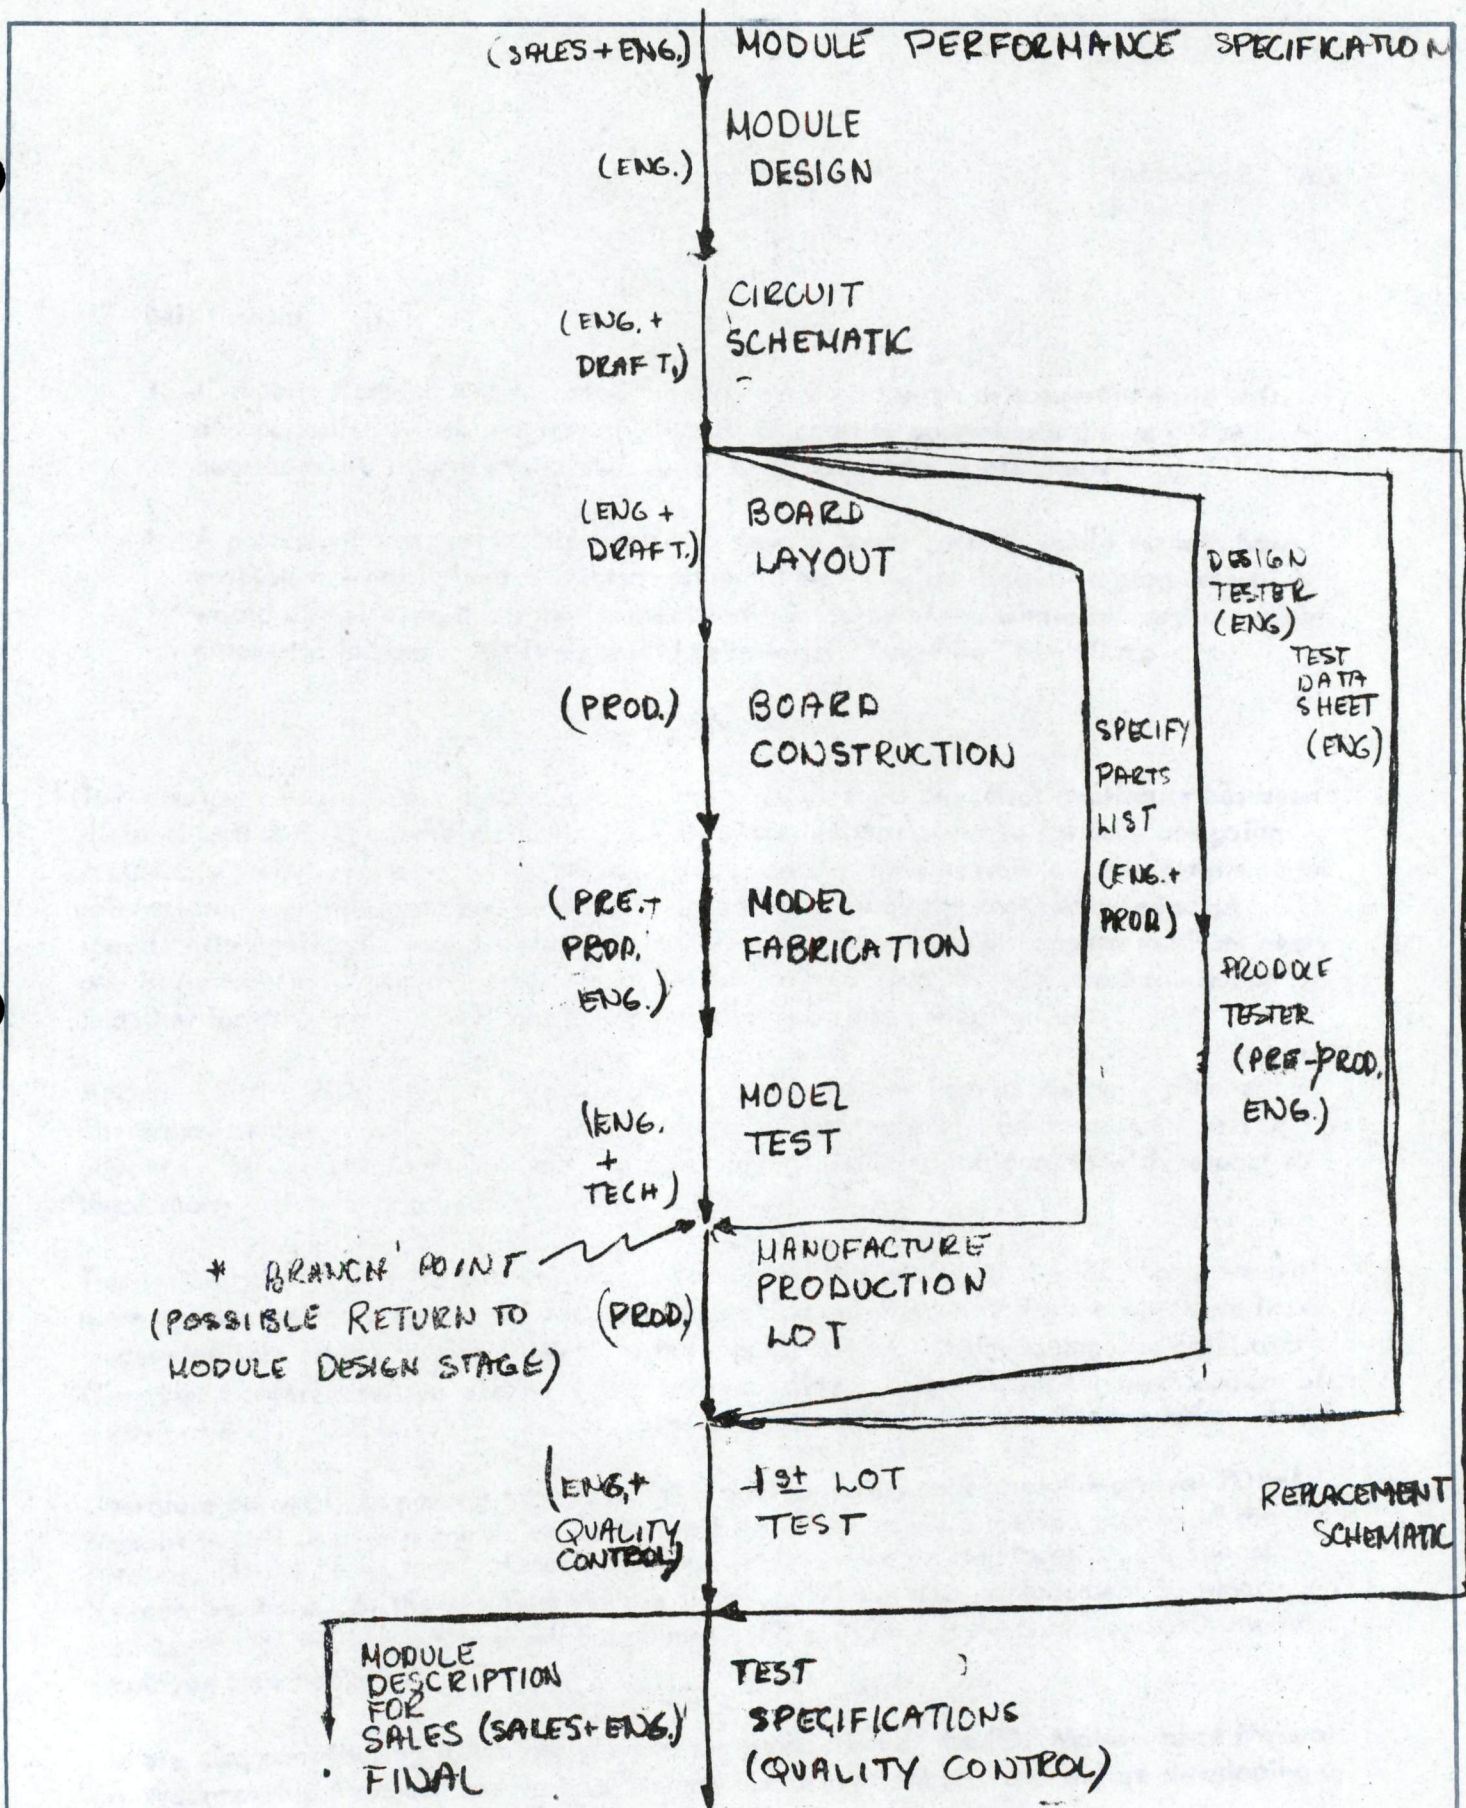 (SALES + ENG.) MODULE PERFORMANCE SPECIFICATION
MODULE
(ENG.) DESIGN
CIRCUIT
(ENG. + SCHEMATIC
DRAFT.)
(ENG + BOARD
DRAFT.) LAYOUT
DESIGN
TESTER
(ENG)
TEST
DATA
SHEET
(ENG)
(PROD.) BOARD
CONSTRUCTION
SPECIFY
PARTS
LIST
(ENG. +
PROD)
(PRE.-
PROD.
ENG.)
MODEL
FABRICATION
PRODUCE
TESTER
(PRE-PROD.
ENG.)
(ENG.
+
TECH)
MODEL
TEST
* BRANCH POINT
(POSSIBLE RETURN TO
MODULE DESIGN STAGE)
(PROD.)
MANUFACTURE
PRODUCTION
LOT
(ENG. +
QUALITY
CONTROL)
1st LOT
TEST
REPLACEMENT
SCHEMATIC
MODULE
DESCRIPTION
FOR
SALES (SALES + ENG.)
FINAL
TEST
SPECIFICATIONS
(QUALITY CONTROL)